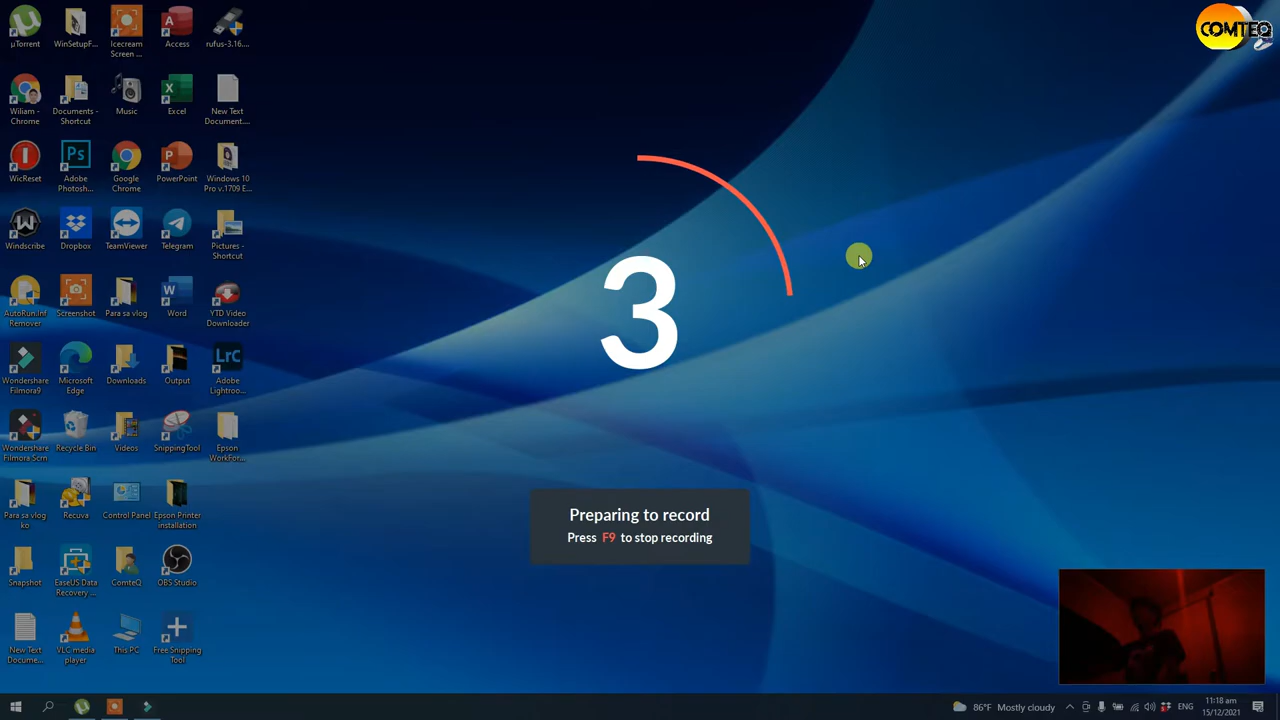 µTorrent
WinSetupF...
Icecream
Screen ...
Access
rufus-3.16....
COMTEQ
Wiliam -
Chrome
Documents -
Shortcut
Music
Excel
New Text
Document....
WicReset
Ps
Adobe
Photosh...
Google
Chrome
PowerPoint
Windows 10
Pro v.1709 E...
Windscribe
Dropbox
TeamViewer
Telegram
Pictures -
Shortcut
AutoRun.Inf
Remover
Screenshot
Para sa vlog
Word
YTD Video
Downloader
3
Wondershare
Filmora9
Microsoft
Edge
Downloads
Output
LrC
Adobe
Lightroo...
Wondershare
Filmora Scrn
Recycle Bin
Videos
SnippingTool
Epson
WorkFor...
Para sa vlog
ko
Recuva
Control Panel
Epson Printer
installation
Preparing to record
Press F9 to stop recording
Snapshot
EaseUS Data
Recovery ...
ComteQ
OBS Studio
New Text
Docume...
VLC media
player
This PC
Free Snipping
Tool
86°F Mostly cloudy
ENG
11:18 am
15/12/2021